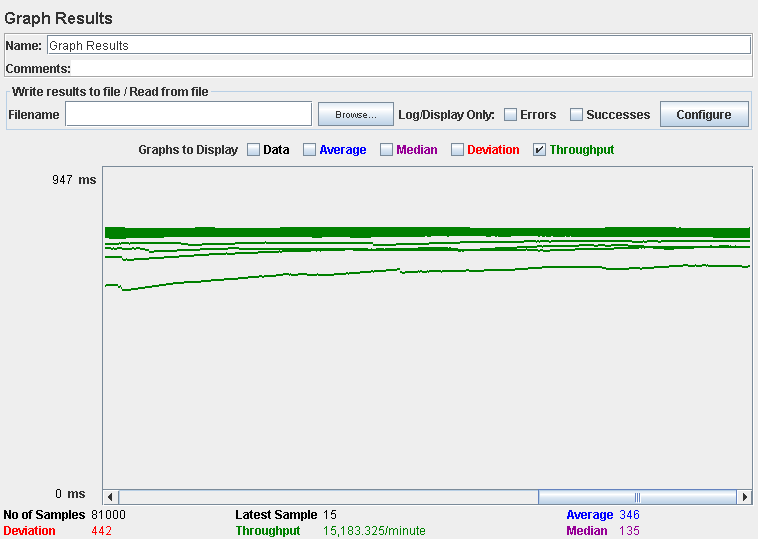 Graph Results
Name: Graph Results
Comments:
Write results to file / Read from file
Filename Browse... Log/Display Only: Errors Successes Configure
Graphs to Display Data Average Median Deviation Throughput
947 ms
0 ms
No of Samples 81000 Latest Sample 15 Average 346
Deviation 442 Throughput 15,183.325/minute Median 135